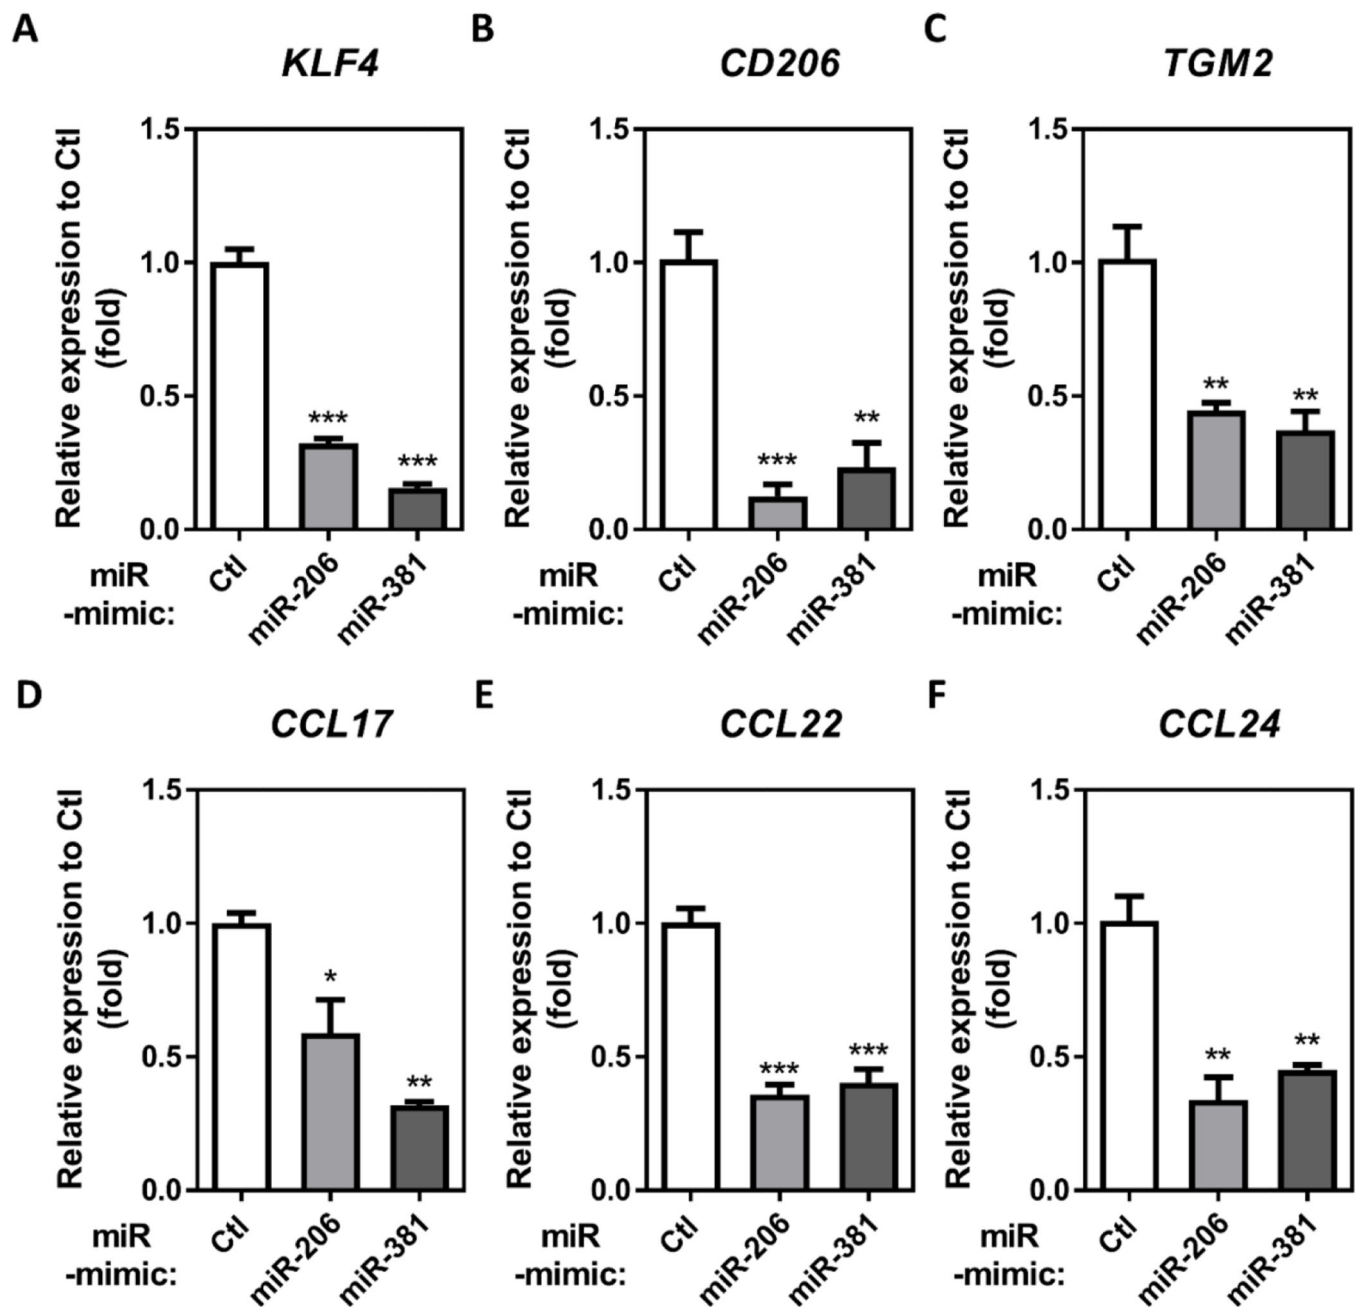 A
KLF4
Relative expression to Ctl
(fold)
1.5
1.0
0.5
0.0
***
***
miR
-mimic:
Ctl
miR-206
miR-381
B
CD206
Relative expression to Ctl
(fold)
1.5
1.0
0.5
0.0
***
**
miR
-mimic:
Ctl
miR-206
miR-381
C
TGM2
Relative expression to Ctl
(fold)
1.5
1.0
0.5
0.0
**
**
miR
-mimic:
Ctl
miR-206
miR-381
D
CCL17
Relative expression to Ctl
(fold)
1.5
1.0
0.5
0.0
*
**
miR
-mimic:
Ctl
miR-206
miR-381
E
CCL22
Relative expression to Ctl
(fold)
1.5
1.0
0.5
0.0
***
***
miR
-mimic:
Ctl
miR-206
miR-381
F
CCL24
Relative expression to Ctl
(fold)
1.5
1.0
0.5
0.0
**
**
miR
-mimic:
Ctl
miR-206
miR-381